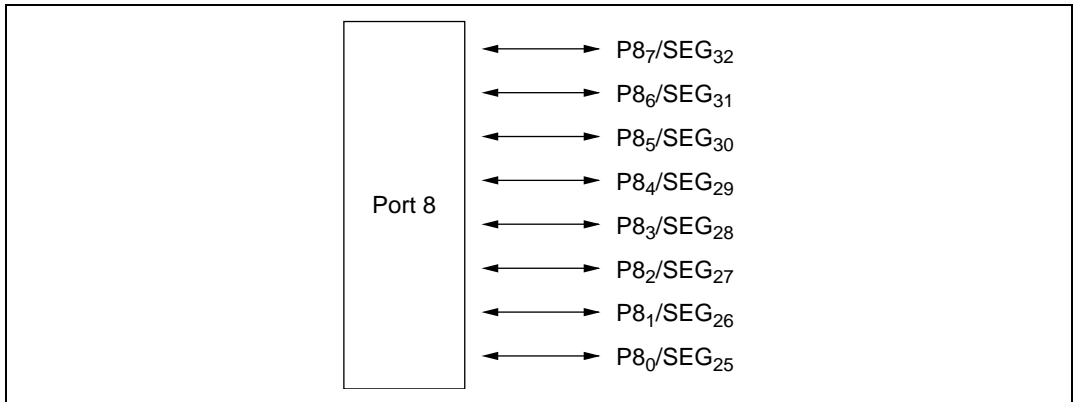 P8₇/SEG₃₂
P8₆/SEG₃₁
P8₅/SEG₃₀
P8₄/SEG₂₉
Port 8
P8₃/SEG₂₈
P8₂/SEG₂₇
P8₁/SEG₂₆
P8₀/SEG₂₅